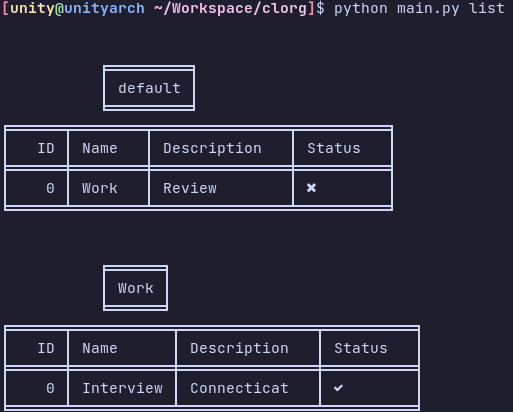 [unity@unityarch ~/Workspace/clorg]$ python main.py list
default
ID Name Description Status
0 Work Review ✖
Work
ID Name Description Status
0 Interview Connecticat ✔